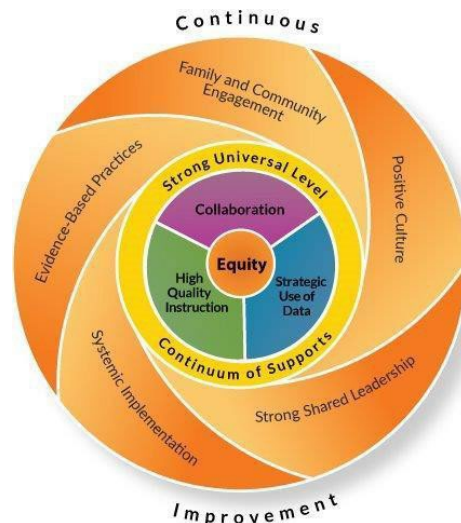 Continuous
Family and Community
Engagement
Positive Culture
Evidence-Based Practices
Strong Universal Level
Collaboration
Equity
High
Quality
Instruction
Strategic
Use of
Data
Continuum of Supports
Systemic Implementation
Strong Shared Leadership
Improvement